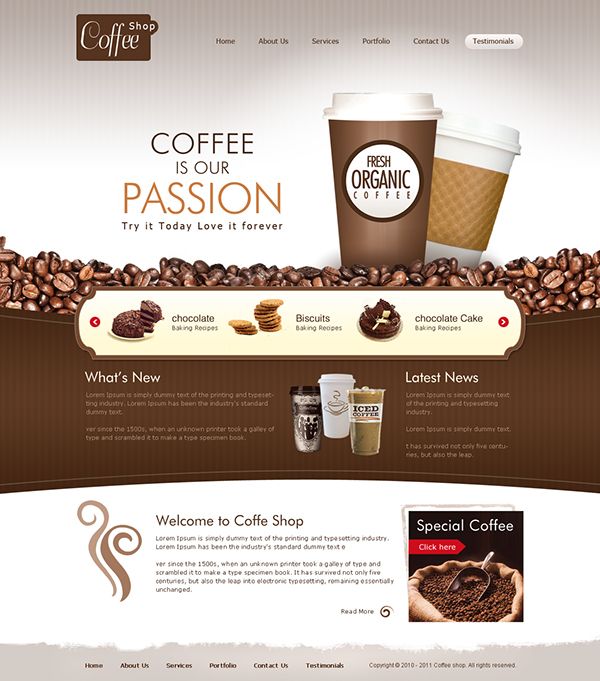 Coffee Shop
Home About Us Services Portfolio Contact Us Testimonials
COFFEE
IS OUR
PASSION
Try it Today Love it forever
FRESH
ORGANIC
COFFEE
chocolate
Baking Recipes
Biscuits
Baking Recipes
chocolate Cake
Baking Recipes
What's New
Lorem Ipsum is simply dummy text of the printing and typeset-
ting industry. Lorem Ipsum has been the industry's standard
dummy text.
ver since the 1500s, when an unknown printer took a galley of
type and scrambled it to make a type specimen book.
ICED
COFFEE
Latest News
Lorem Ipsum is simply
dummy text of the printing
and typesetting industry.
Lorem Ipsum.
t has survived not only
five centu-
ries, but also the leap.
Welcome to Coffe Shop
Lorem Ipsum is simply dummy text of the printing and typesetting industry.
Lorem Ipsum has been the industry's standard dummy text e
ver since the 1500s, when an unknown printer took a galley of type and
scrambled it to make a type specimen book. It has survived not only five
centuries, but also the leap into electronic typesetting, remaining essentially
unchanged.
Read More
Special Coffee
Click here
Home About Us Services Portfolio Contact Us Testimonials
Copyright © 2010 - 2011 Coffee shop. All rights reserved.